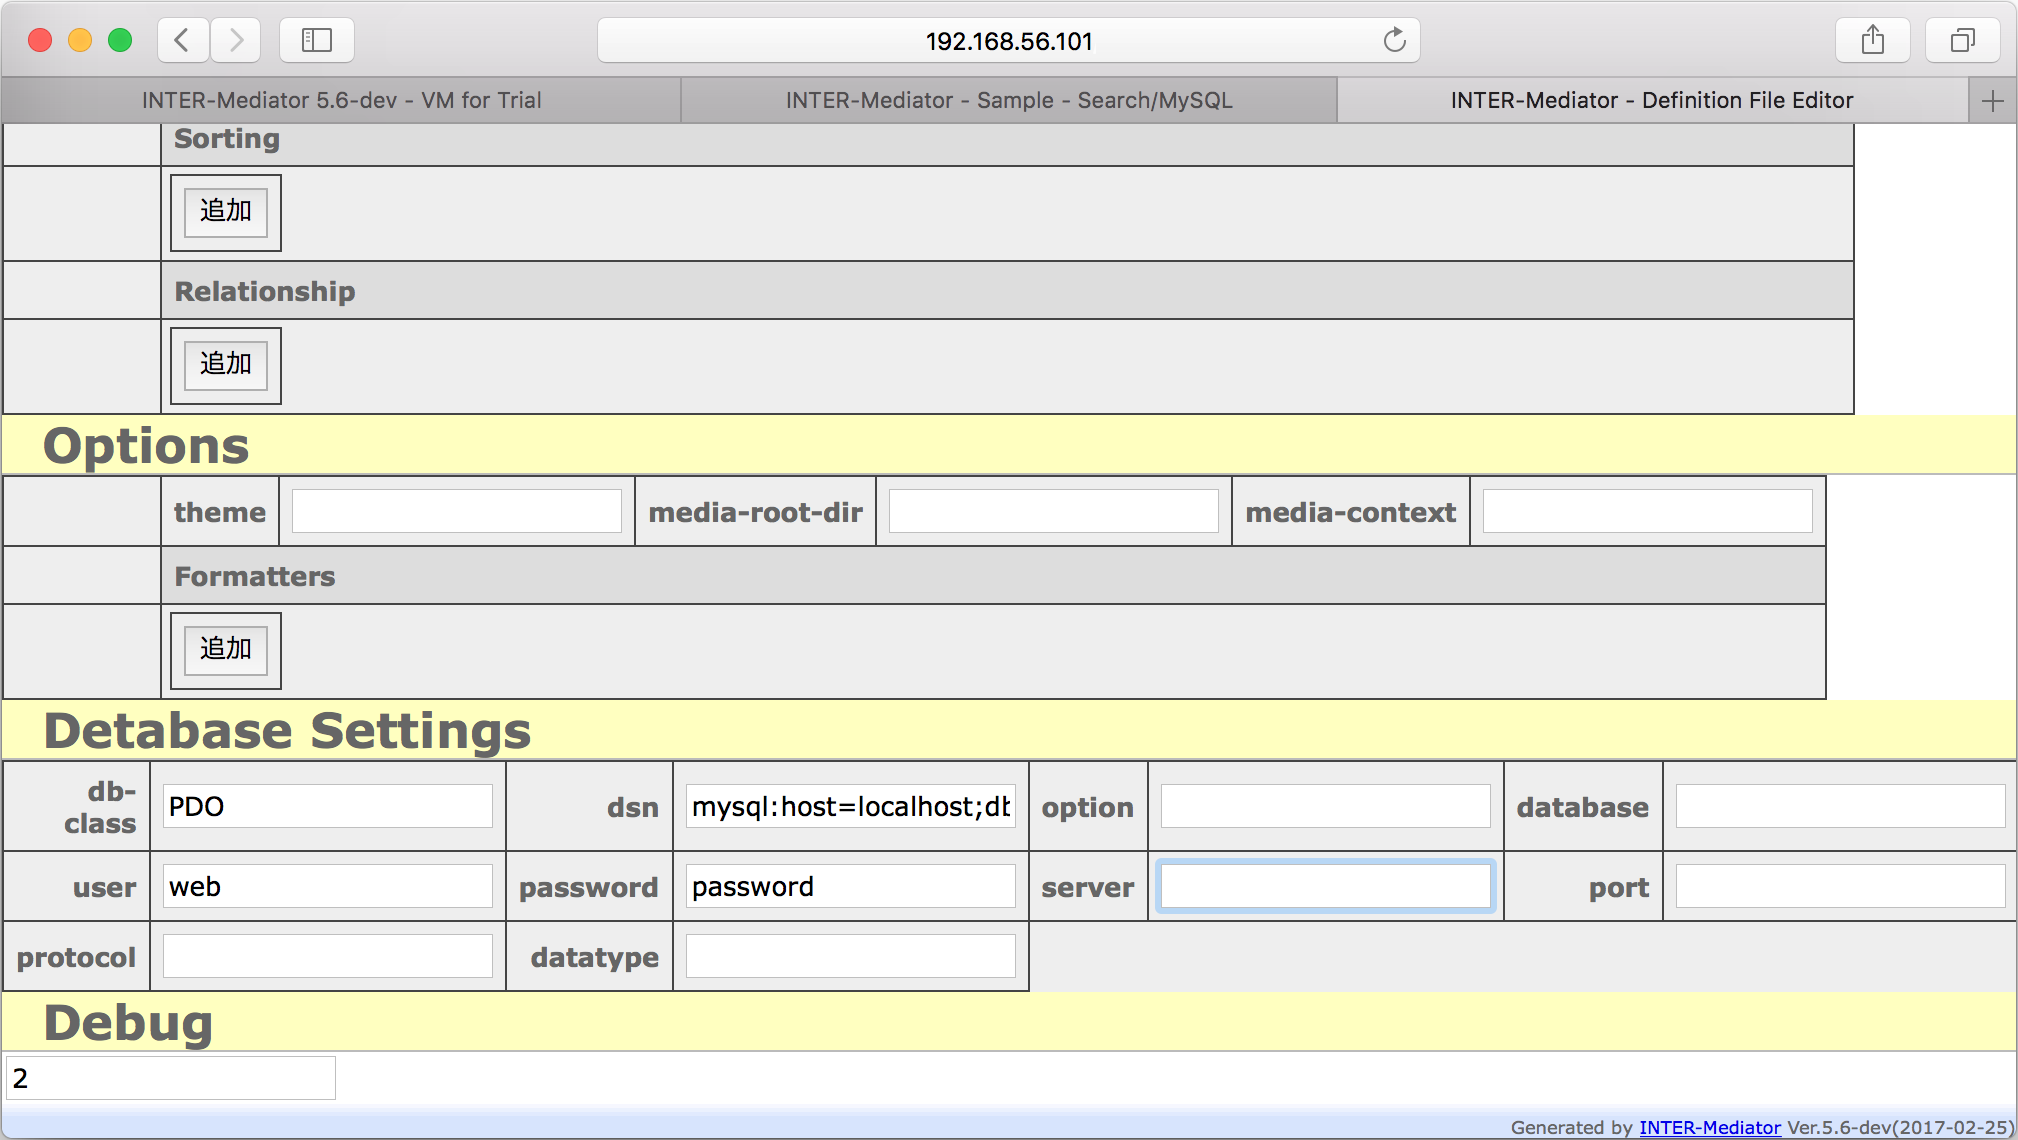 192.168.56.101
INTER-Mediator 5.6-dev - VM for Trial
INTER-Mediator - Sample - Search/MySQL
INTER-Mediator - Definition File Editor
Sorting
追加
Relationship
追加
Options
theme media-root-dir media-context
Formatters
追加
Detabase Settings
db-class PDO dsn mysql:host=localhost;db option database
user web password password server port
protocol datatype
Debug
2
Generated by INTER-Mediator Ver.5.6-dev(2017-02-25)